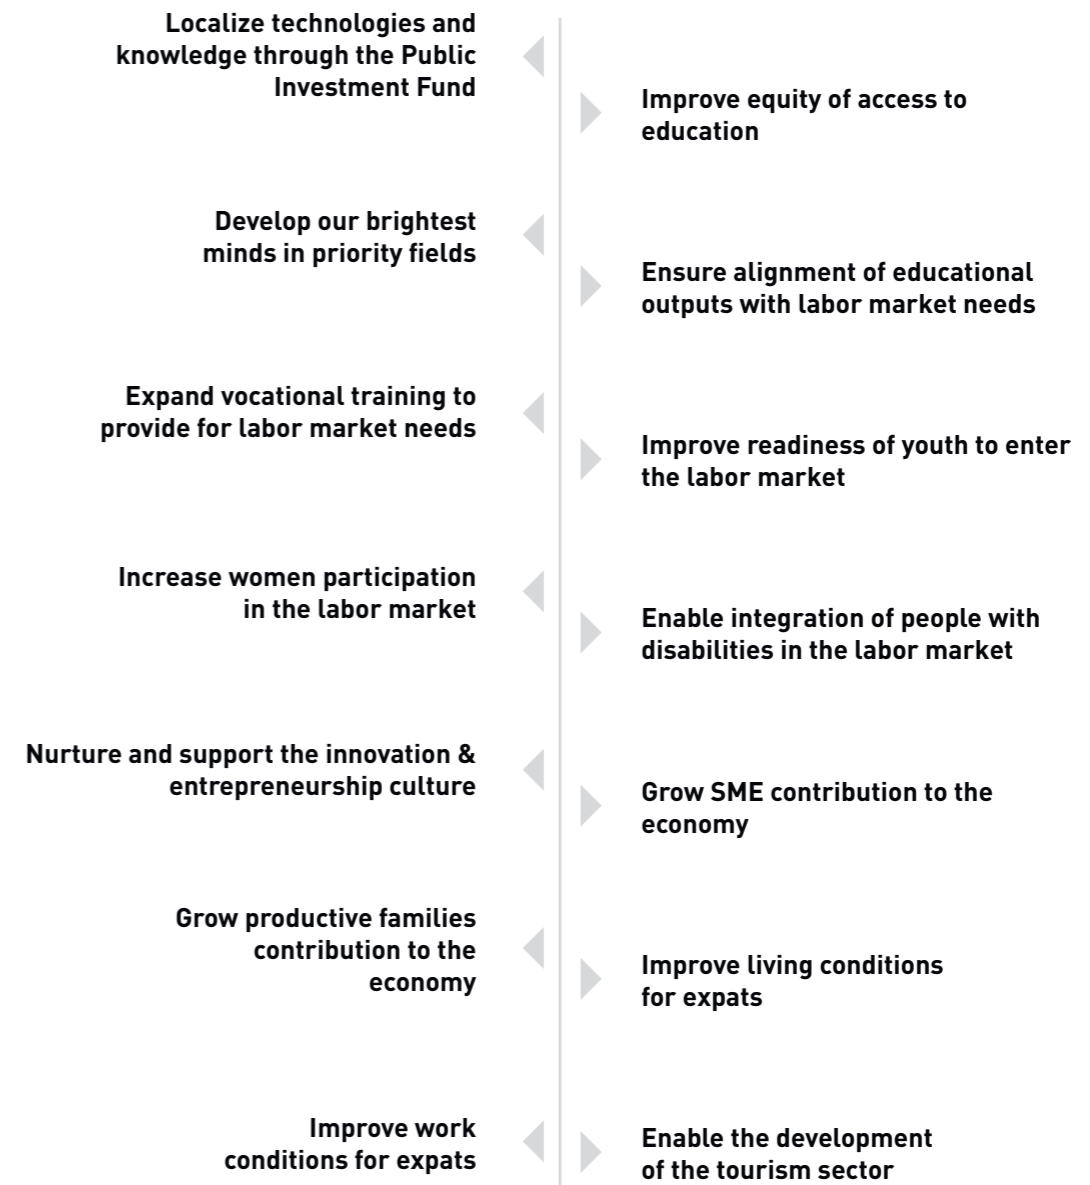 Localize technologies and
knowledge through the Public
Investment Fund
Improve equity of access to
education
Develop our brightest
minds in priority fields
Ensure alignment of educational
outputs with labor market needs
Expand vocational training to
provide for labor market needs
Improve readiness of youth to enter
the labor market
Increase women participation
in the labor market
Enable integration of people with
disabilities in the labor market
Nurture and support the innovation &
entrepreneurship culture
Grow SME contribution to the
economy
Grow productive families
contribution to the
economy
Improve living conditions
for expats
Improve work
conditions for expats
Enable the development
of the tourism sector